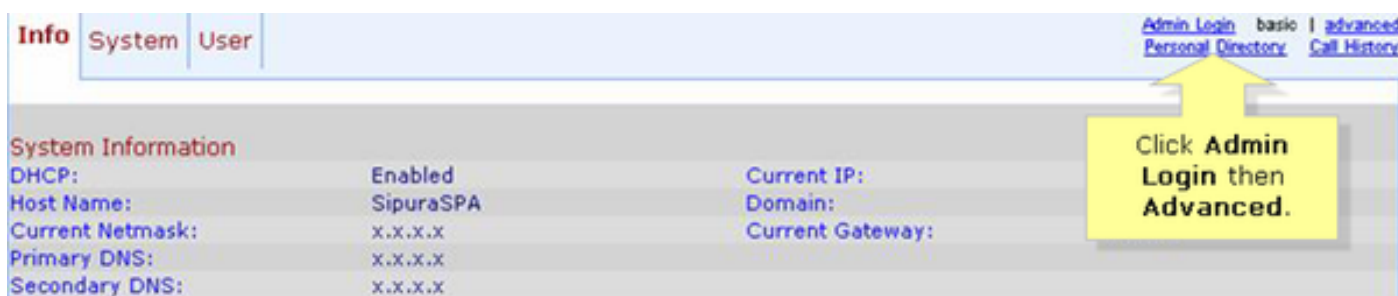 Info System User
Admin Login basic | advanced
Personal Directory Call History
Click Admin
Login then
Advanced.
System Information
DHCP: Enabled Current IP:
Host Name: SipuraSPA Domain:
Current Netmask: x.x.x.x Current Gateway:
Primary DNS: x.x.x.x
Secondary DNS: x.x.x.x